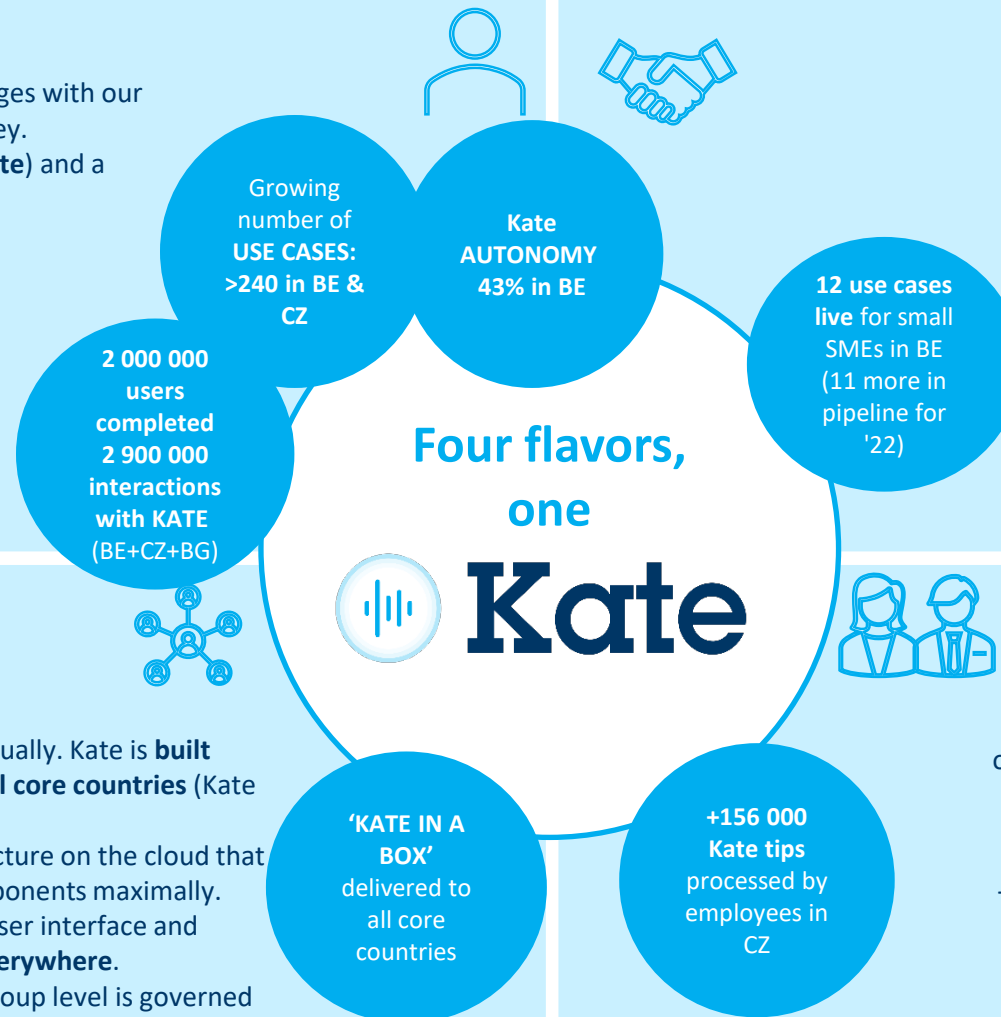 ges with our
ey.
te) and a
Growing
number of
USE CASES:
>240 in BE &
CZ
Kate
AUTONOMY
43% in BE
12 use cases
live for small
SMEs in BE
(11 more in
pipeline for
'22)
2 000 000
users
completed
2 900 000
interactions
with KATE
(BE+CZ+BG)
Four flavors,
one
Kate
ually. Kate is built
l core countries (Kate
cture on the cloud that
ponents maximally.
ser interface and
erywhere.
oup level is governed
'KATE IN A
BOX'
delivered to
all core
countries
+156 000
Kate tips
processed by
employees in
CZ